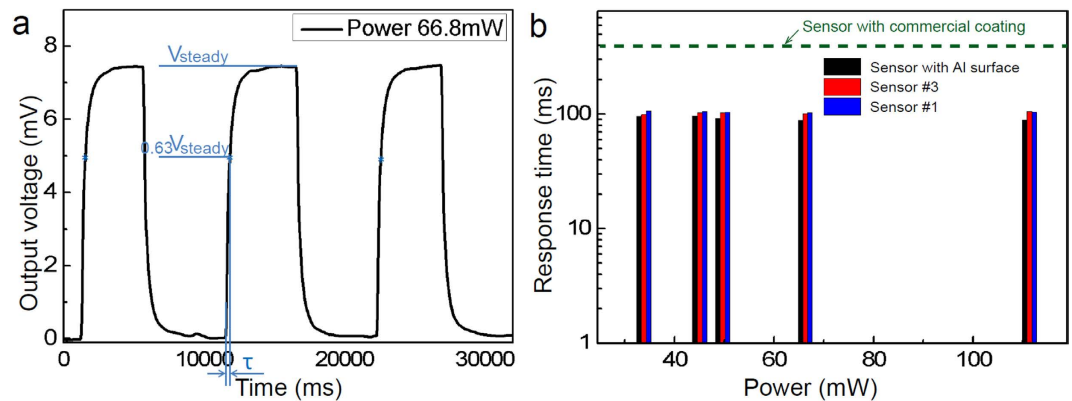 a
Power 66.8mW
8
6
4
2
0
Output voltage (mV)
Vsteady
0.63Vsteady
0
10000
20000
30000
τ
Time (ms)
b
Sensor with commercial coating
Sensor with Al surface
Sensor #3
Sensor #1
100
10
1
Response time (ms)
40
60
80
100
Power (mW)